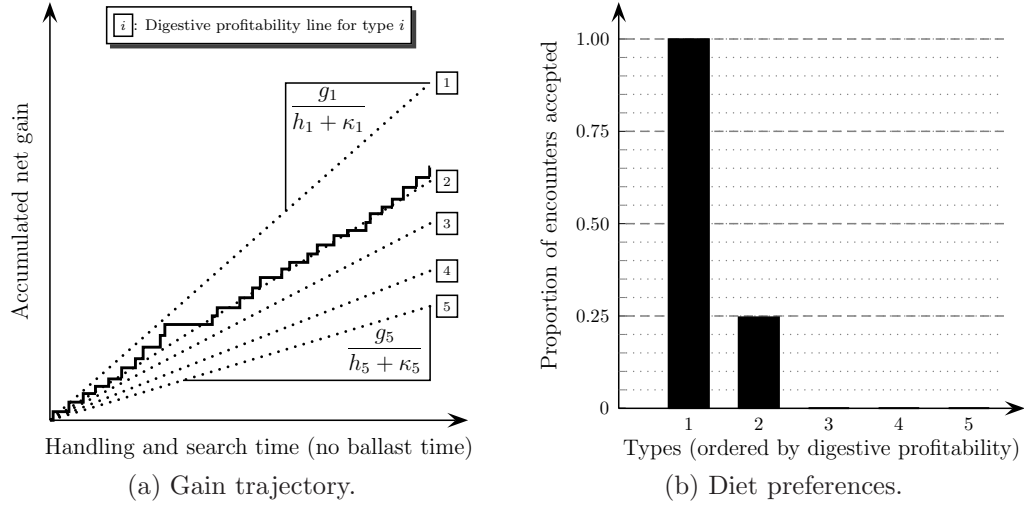 i : Digestive profitability line for type i
Accumulated net gain
g1
h1 + κ1
1
2
3
4
5
g5
h5 + κ5
Handling and search time (no ballast time)
(a) Gain trajectory.
Proportion of encounters accepted
1.00
0.75
0.50
0.25
0
1 2 3 4 5
Types (ordered by digestive profitability)
(b) Diet preferences.